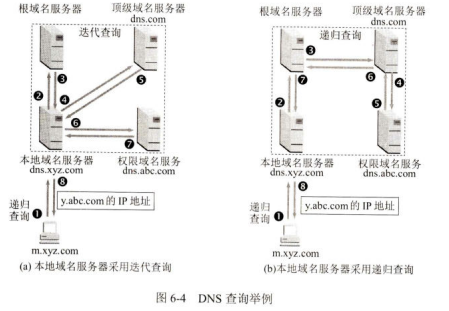 根域名服务器
顶级域名服务器
dns.com
迭代查询
❸
❷
❹
❺
❻
❼
本地域名服务器
dns.xyz.com
权限域名服务
dns.abc.com
❽
递归
查询
❶
y.abc.com 的 IP 地址
m.xyz.com
(a) 本地域名服务器采用迭代查询
根域名服务器
顶级域名服务器
dns.com
递归查询
❸
❼
❻
❹
❷
❺
本地域名服务器
dns.xyz.com
权限域名服务器
dns.abc.com
❽
递归
查询
❶
y.abc.com 的 IP 地址
m.xyz.com
(b)本地域名服务器采用递归查询
图 6-4 DNS 查询举例